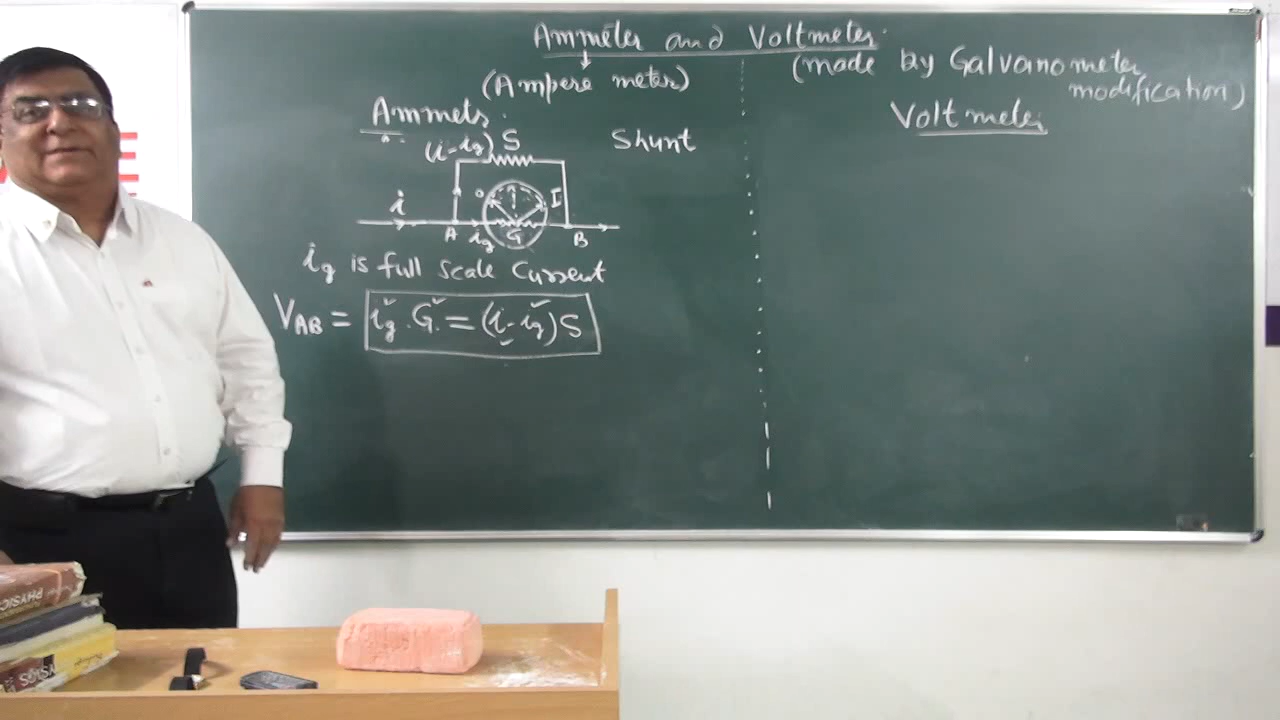 Ammeter and Voltmeter
(Ampere meter)
(made by Galvanometer
modification)
Ammeter
Voltmeter
(i-ig) S
Shunt
i
A ig G B
ig is full scale Current
V_AB = ig . G = (i - ig) S
PHYSICS